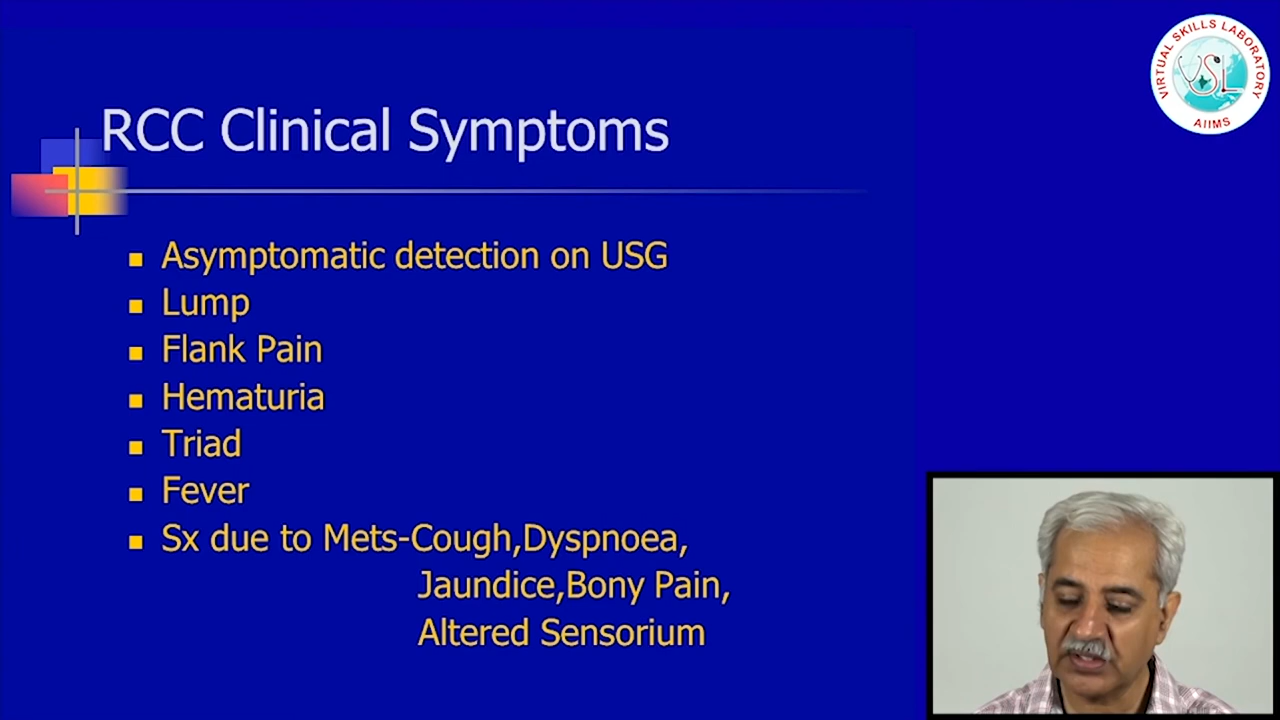 VIRTUAL SKILLS LABORATORY
VSL
AIIMS
RCC Clinical Symptoms
Asymptomatic detection on USG
Lump
Flank Pain
Hematuria
Triad
Fever
Sx due to Mets-Cough,Dyspnoea,
Jaundice,Bony Pain,
Altered Sensorium